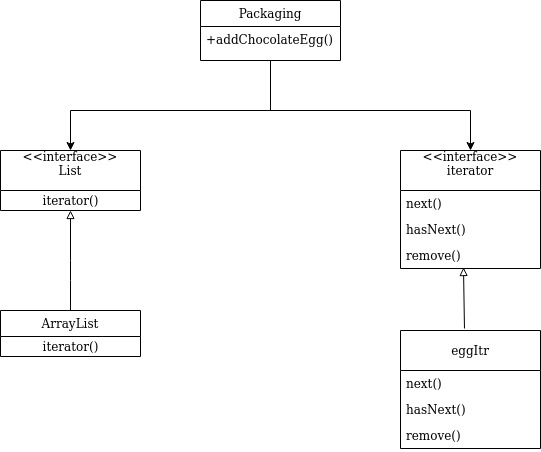 Packaging
+addChocolateEgg()
<<interface>>
List
iterator()
<<interface>>
iterator
next()
hasNext()
remove()
ArrayList
iterator()
eggItr
next()
hasNext()
remove()